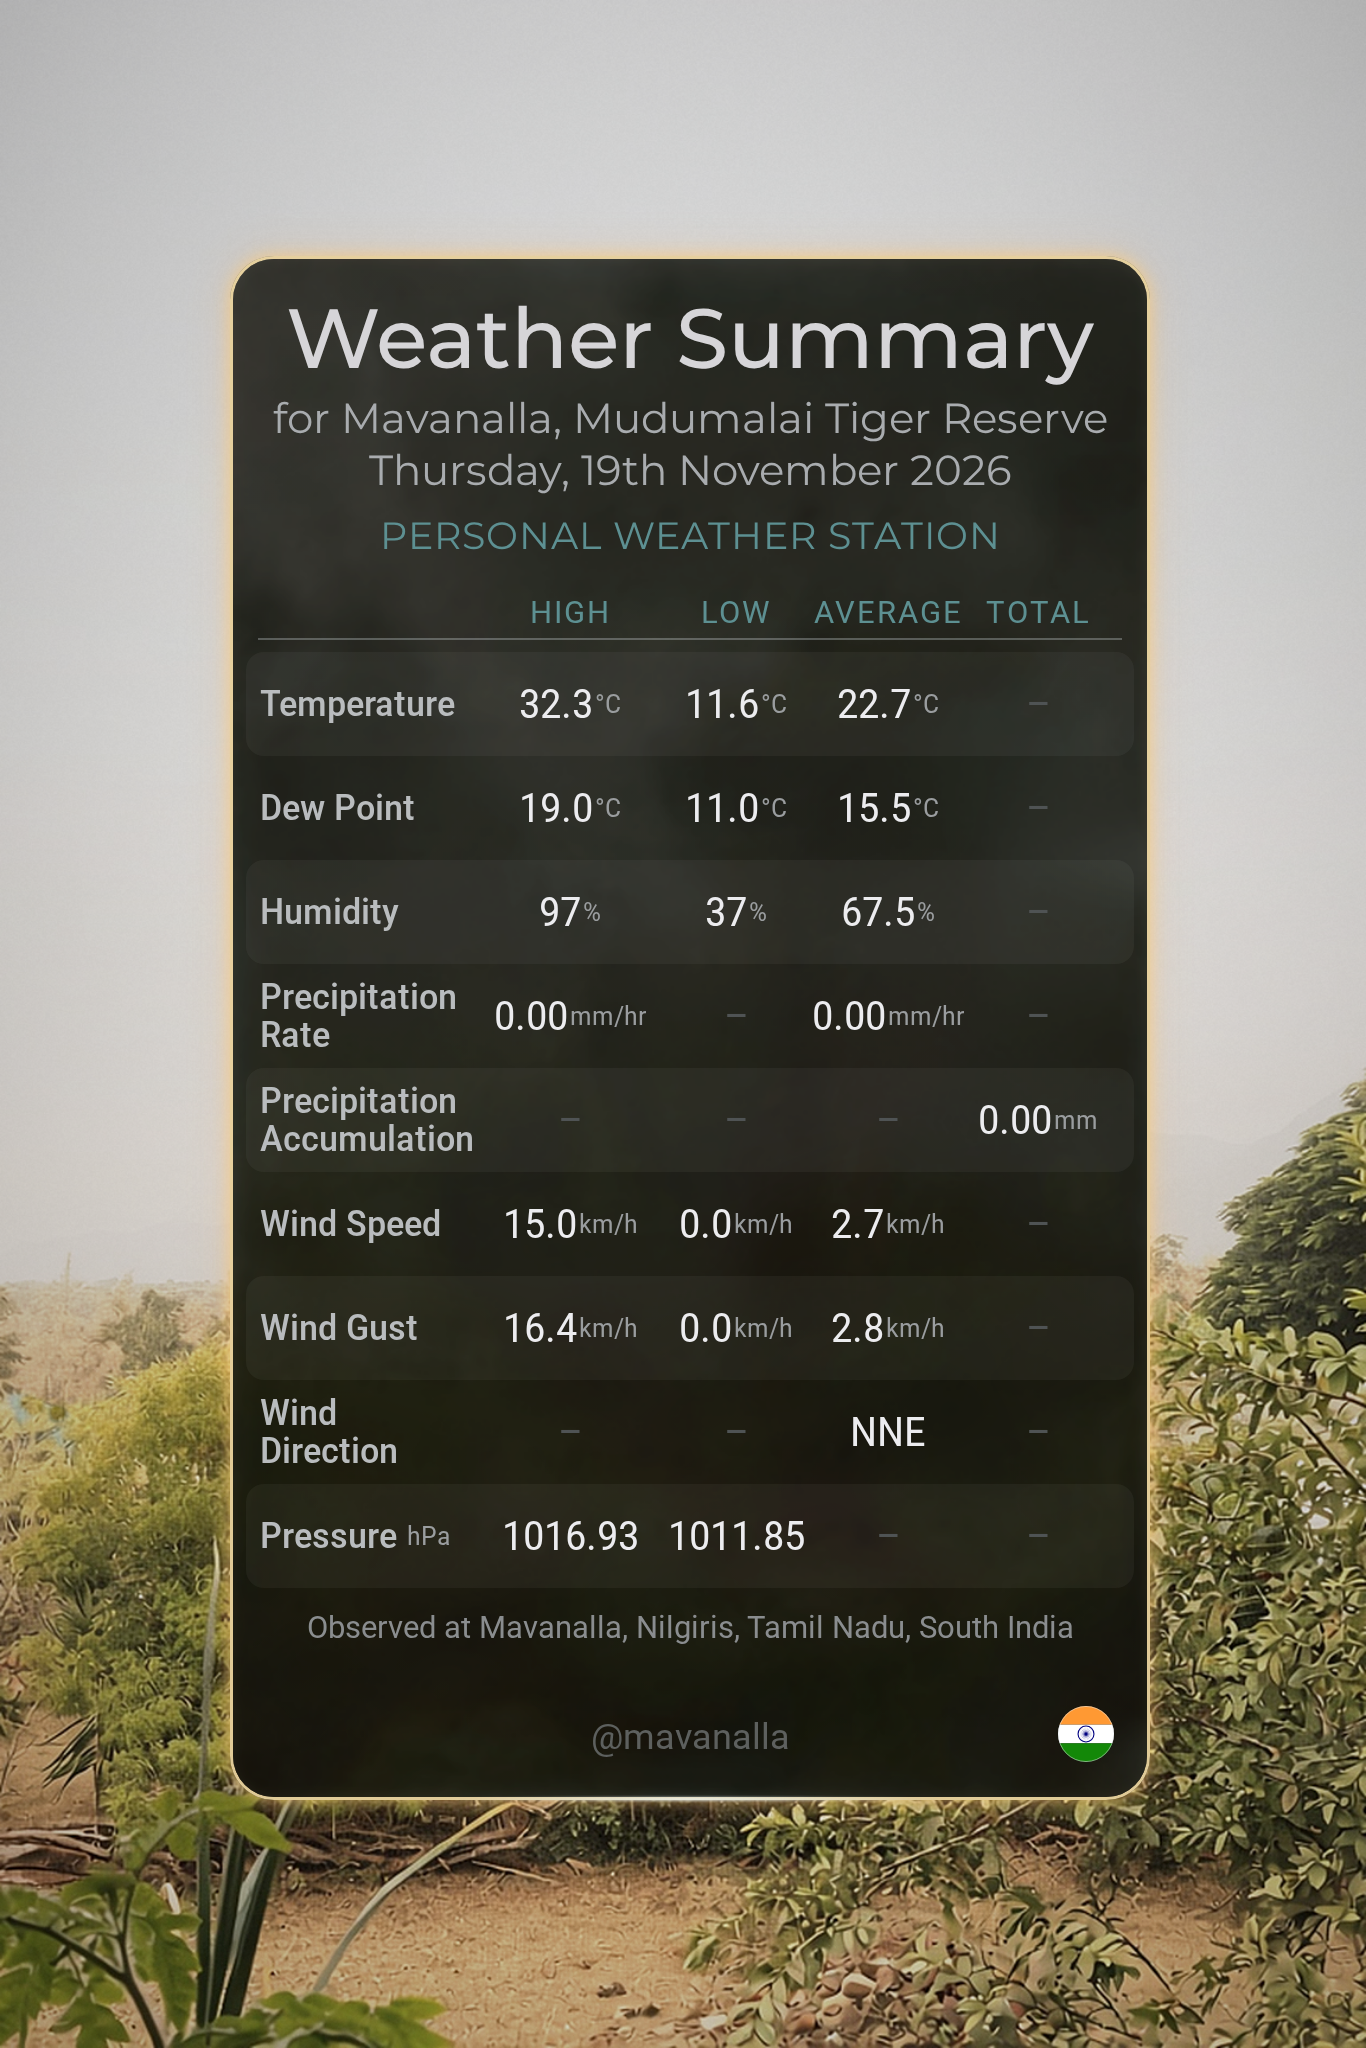 Weather Summary
for Mavanalla, Mudumalai Tiger Reserve
Thursday, 19th November 2026
PERSONAL WEATHER STATION
HIGH LOW AVERAGE TOTAL
Temperature 32.3°C 11.6°C 22.7°C –
Dew Point 19.0°C 11.0°C 15.5°C –
Humidity 97% 37% 67.5% –
Precipitation
Rate 0.00mm/hr – 0.00mm/hr –
Precipitation
Accumulation – – – 0.00mm
Wind Speed 15.0km/h 0.0km/h 2.7km/h –
Wind Gust 16.4km/h 0.0km/h 2.8km/h –
Wind
Direction – – NNE –
Pressure hPa 1016.93 1011.85 – –
Observed at Mavanalla, Nilgiris, Tamil Nadu, South India
@mavanalla